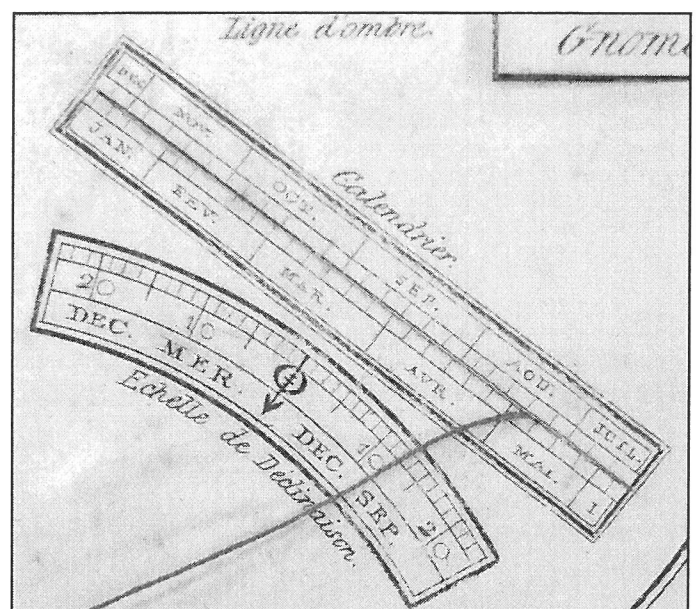 Ligne d'ombre.
Gnom
Calendrier.
DEC. NOV. OCT. SEP. AOU. JUIL.
JAN. FEV. MAR. AVR. MAI. I
20 10 10 20
DEC. MER. DEC. SEP.
Echelle de Déclinaison.